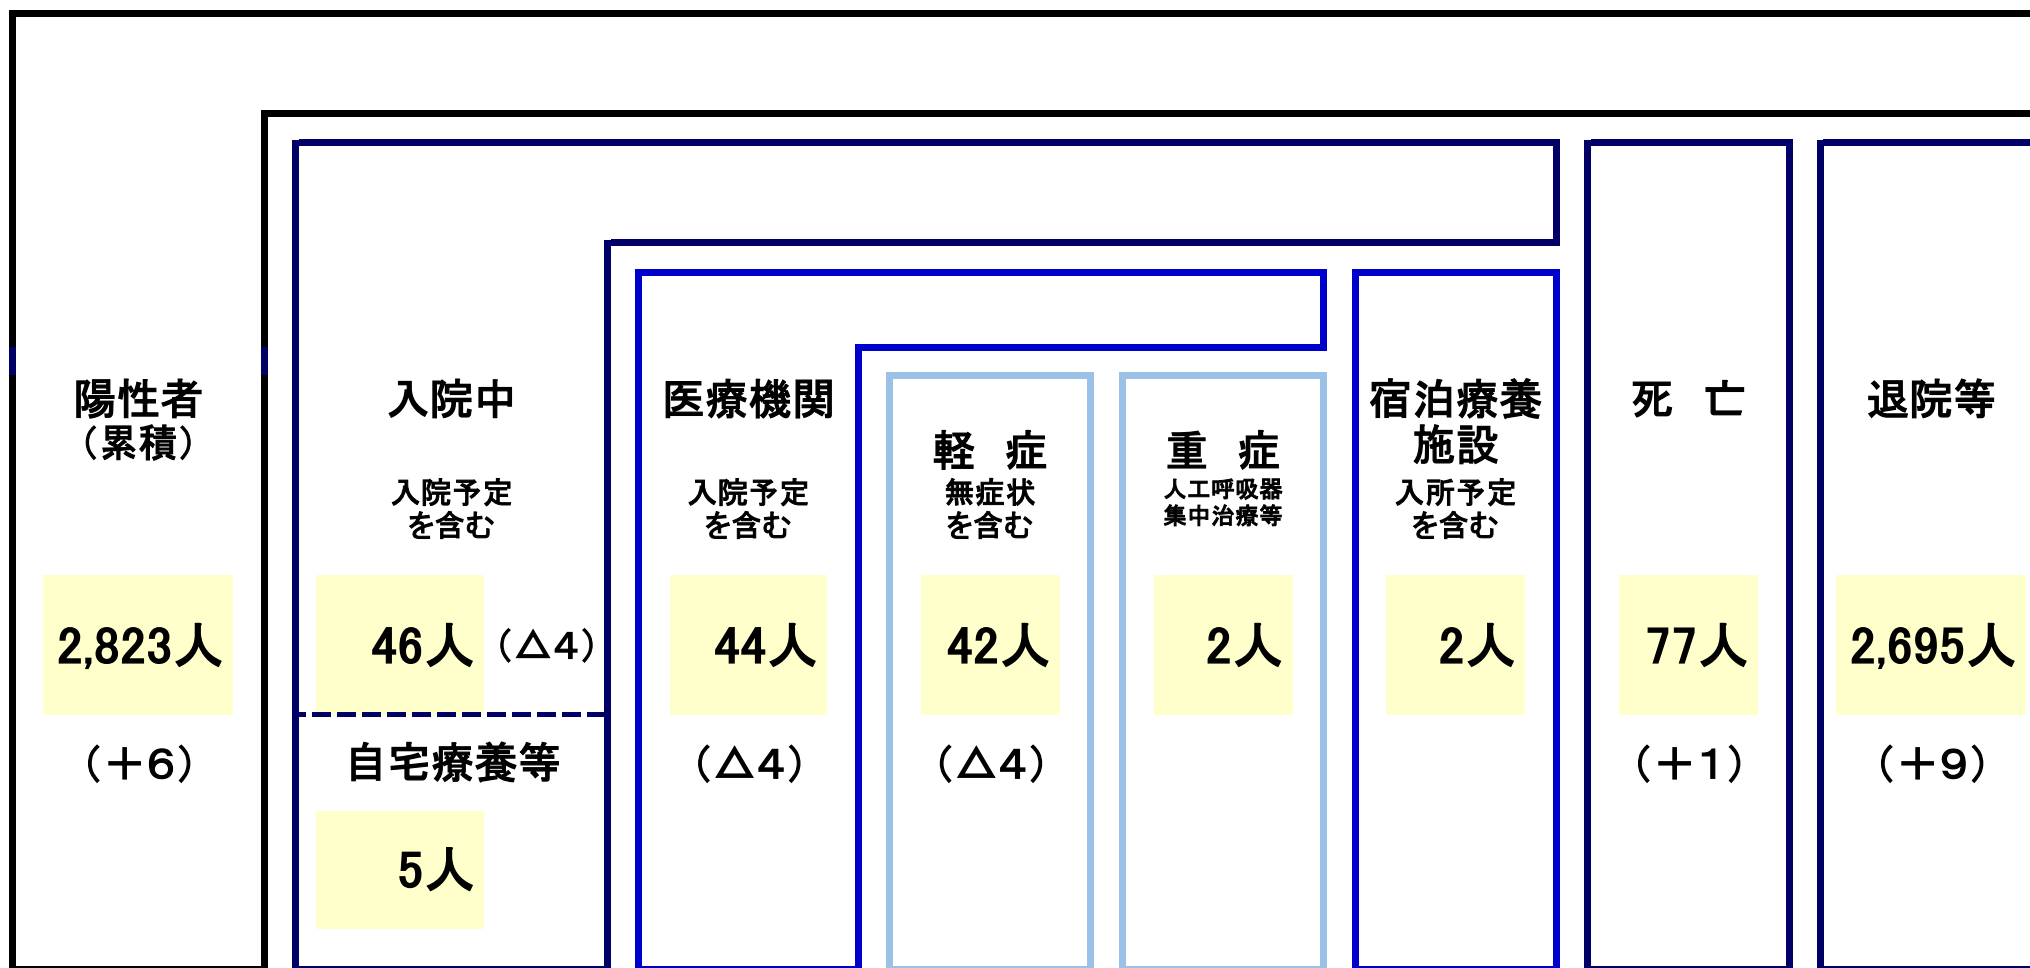 陽性者
（累積）
2,823人
（＋6）
入院中
入院予定
を含む
46人（△4）
自宅療養等
5人
医療機関
入院予定
を含む
44人
（△4）
軽　症
無症状
を含む
42人
（△4）
重　症
人工呼吸器
集中治療等
2人
宿泊療養
施設
入所予定
を含む
2人
死　亡
77人
（＋1）
退院等
2,695人
（＋9）